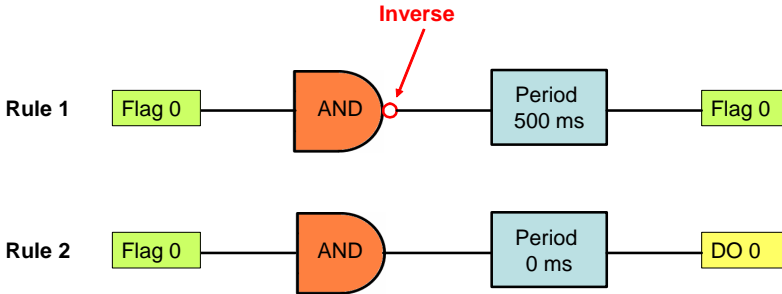 Inverse
Rule 1
Flag 0
AND
Period
500 ms
Flag 0
Rule 2
Flag 0
AND
Period
0 ms
DO 0